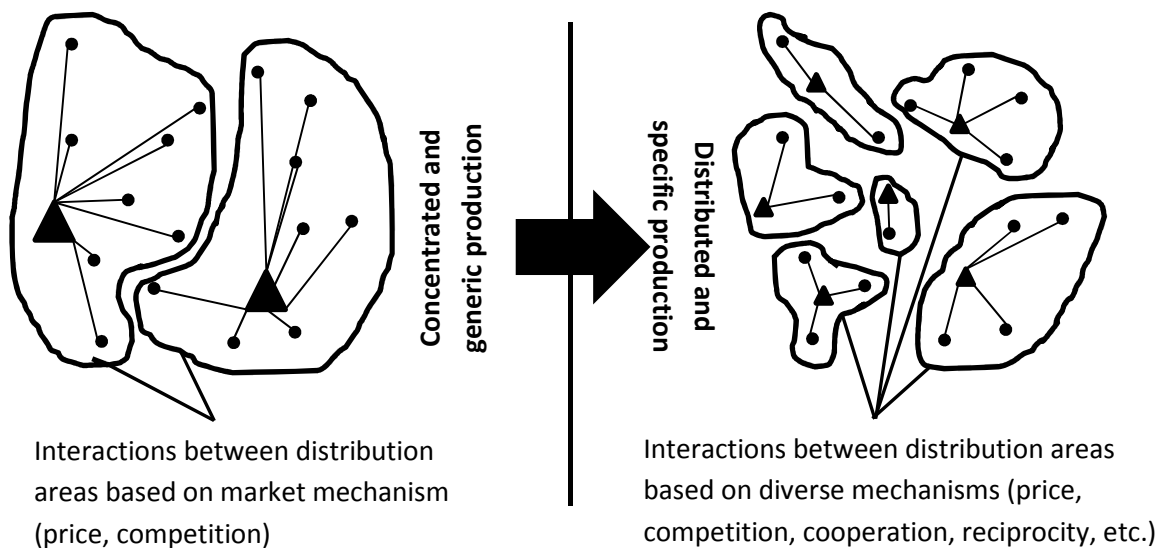 Concentrated and
generic production
Distributed and
specific production
Interactions between distribution
areas based on market mechanism
(price, competition)
Interactions between distribution areas
based on diverse mechanisms (price,
competition, cooperation, reciprocity, etc.)